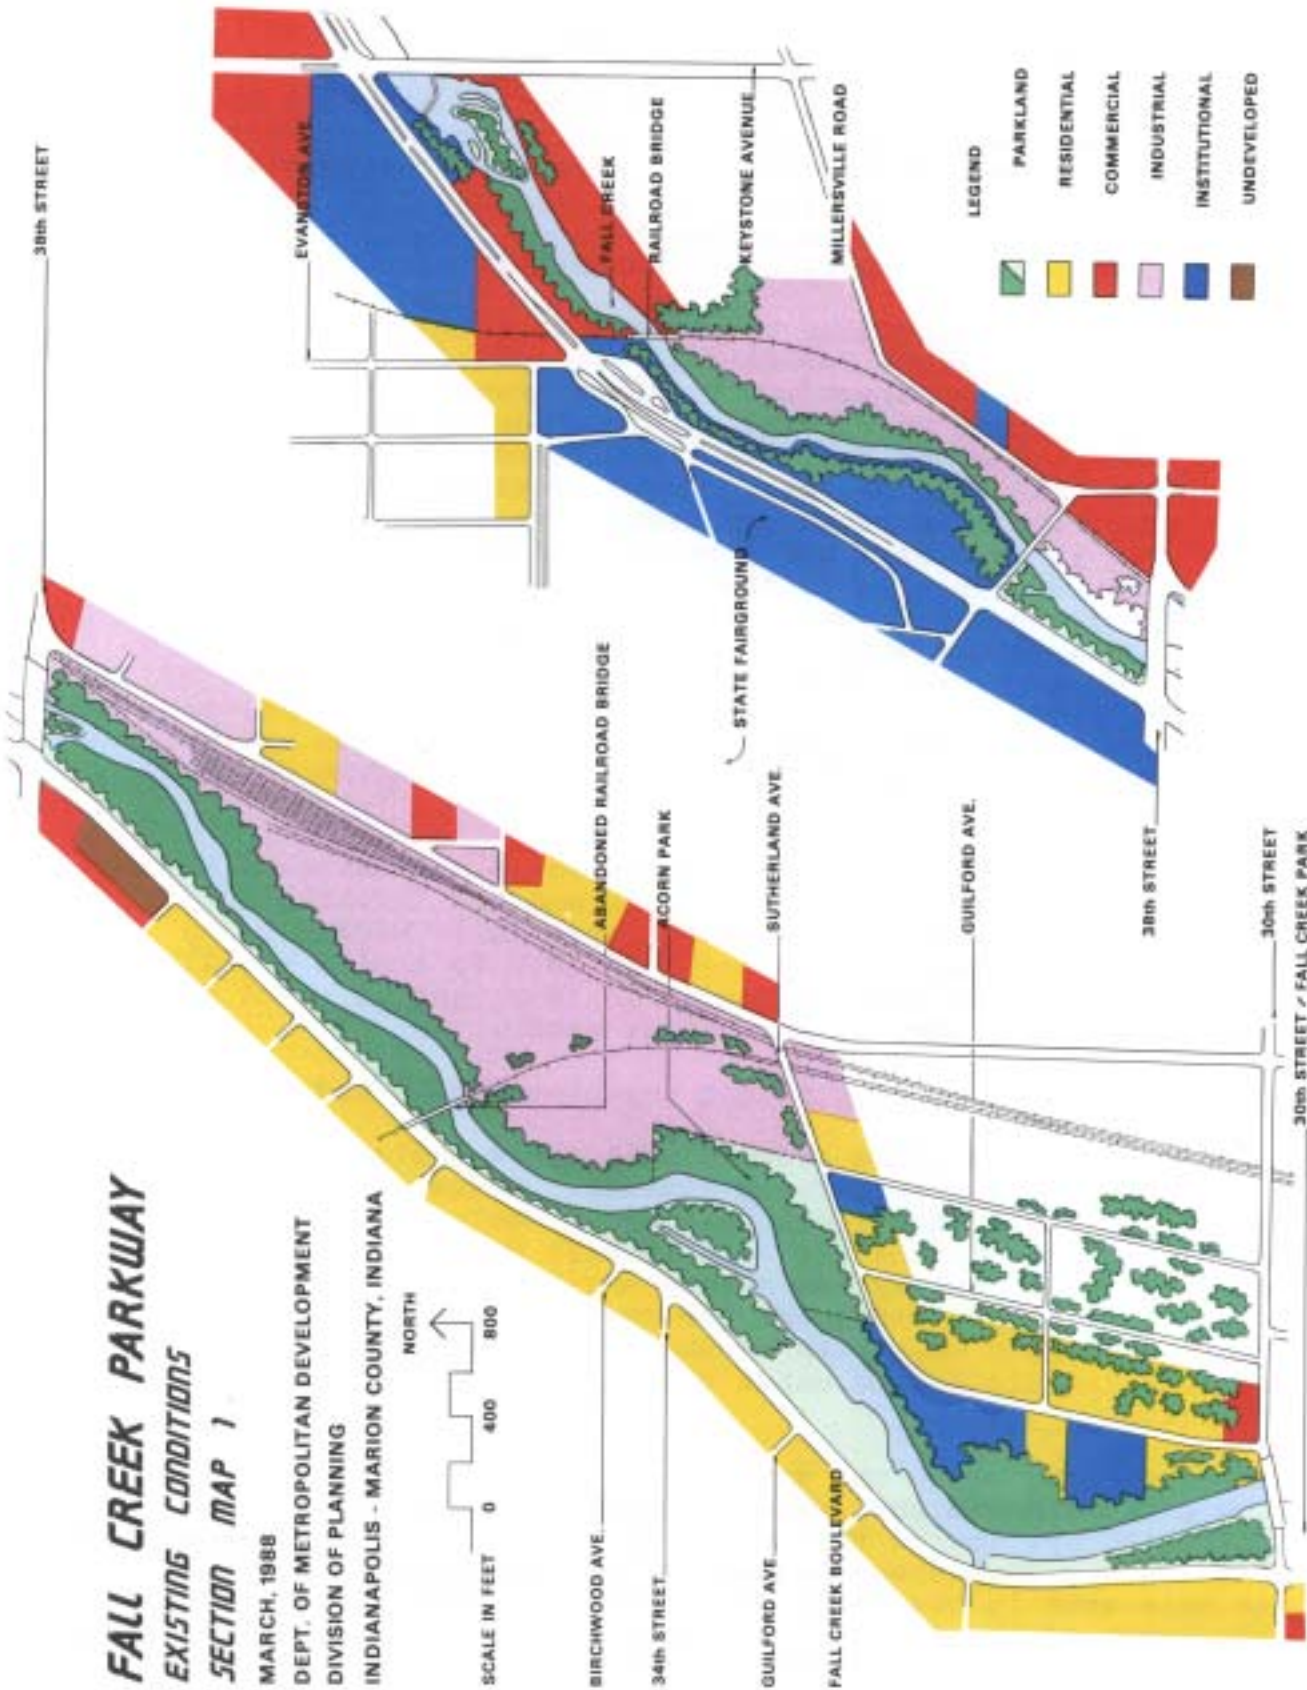 FALL CREEK PARKWAY
EXISTING CONDITIONS
SECTION MAP 1
MARCH, 1988
DEPT. OF METROPOLITAN DEVELOPMENT
DIVISION OF PLANNING
INDIANAPOLIS - MARION COUNTY, INDIANA
NORTH
SCALE IN FEET
0 400 800
BIRCHWOOD AVE.
34th STREET
GUILFORD AVE.
FALL CREEK BOULEVARD
38th STREET
ABANDONED RAILROAD BRIDGE
ACORN PARK
SUTHERLAND AVE.
GUILFORD AVE.
30th STREET
30th STREET / FALL CREEK PARK
EVANSTON AVE.
FALL CREEK
RAILROAD BRIDGE
KEYSTONE AVENUE
MILLERSVILLE ROAD
STATE FAIRGROUND
38th STREET
LEGEND
PARKLAND
RESIDENTIAL
COMMERCIAL
INDUSTRIAL
INSTITUTIONAL
UNDEVELOPED